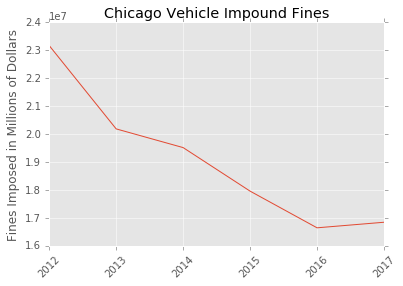 Chicago Vehicle Impound Fines
1e7
Fines Imposed in Millions of Dollars
2.4
2.3
2.2
2.1
2.0
1.9
1.8
1.7
1.6
2012 2013 2014 2015 2016 2017